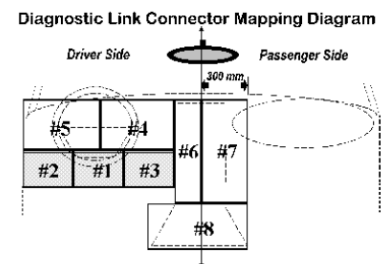 Diagnostic Link Connector Mapping Diagram
Driver Side Passenger Side
300 mm
#5 #4 #6 #7
#2 #1 #3
#8